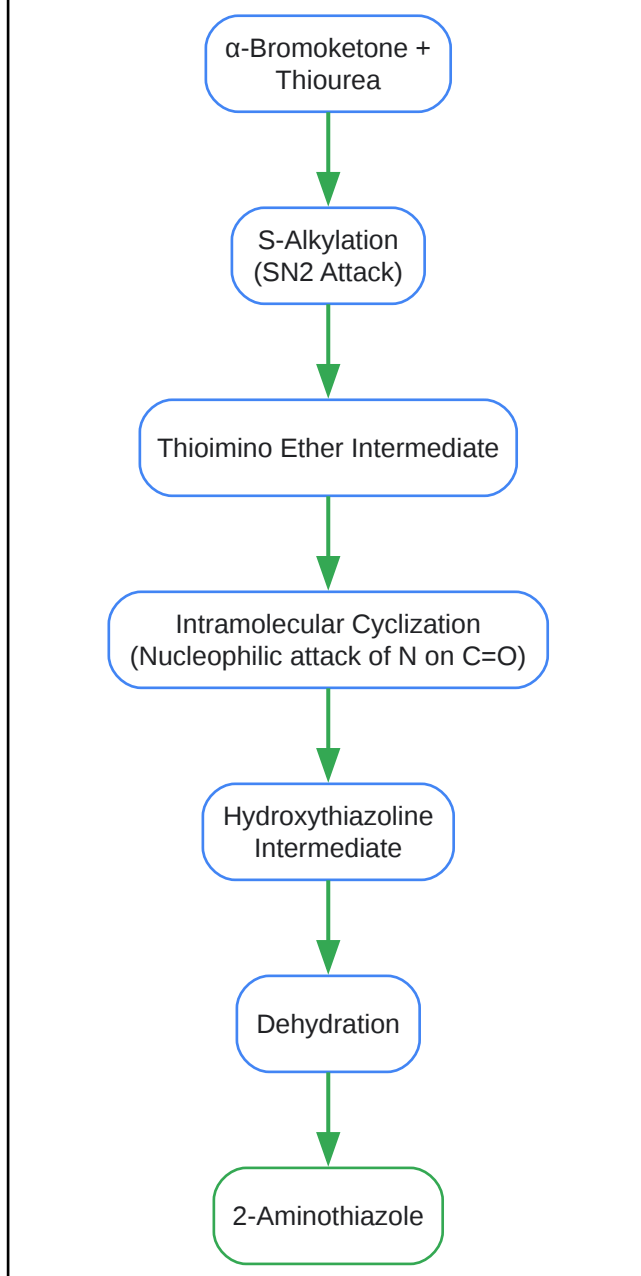 α-Bromoketone +
Thiourea
S-Alkylation
(SN2 Attack)
Thioimino Ether Intermediate
Intramolecular Cyclization
(Nucleophilic attack of N on C=O)
Hydroxythiazoline
Intermediate
Dehydration
2-Aminothiazole